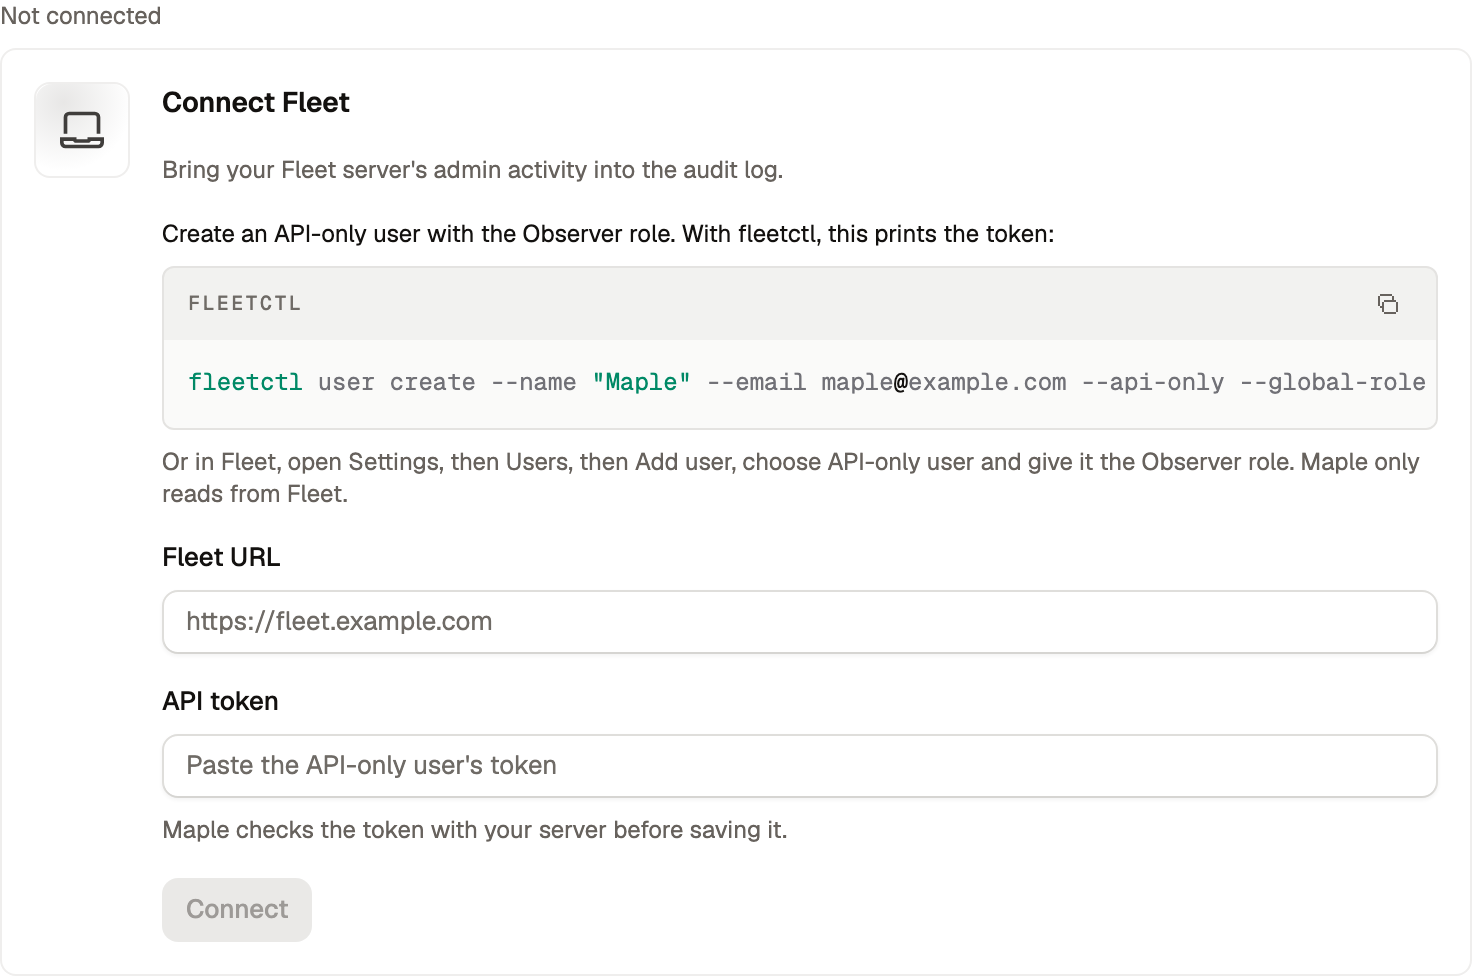 Not connected
Connect Fleet
Bring your Fleet server's admin activity into the audit log.
Create an API-only user with the Observer role. With fleetctl, this prints the token:
FLEETCTL
fleetctl user create --name "Maple" --email maple@example.com --api-only --global-role
Or in Fleet, open Settings, then Users, then Add user, choose API-only user and give it the Observer role. Maple only
reads from Fleet.
Fleet URL
https://fleet.example.com
API token
Paste the API-only user's token
Maple checks the token with your server before saving it.
Connect